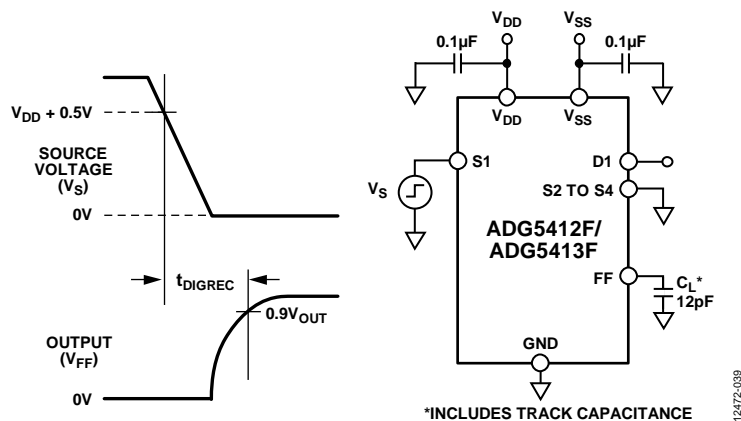 V_DD + 0.5V
SOURCE
VOLTAGE
(V_S)
0V
t_DIGREC
0.9V_OUT
OUTPUT
(V_FF)
0V
V_DD
V_SS
0.1µF
0.1µF
V_DD
V_SS
S1
D1
V_S
S2 TO S4
ADG5412F/
ADG5413F
FF
C_L*
12pF
GND
*INCLUDES TRACK CAPACITANCE
12472-039